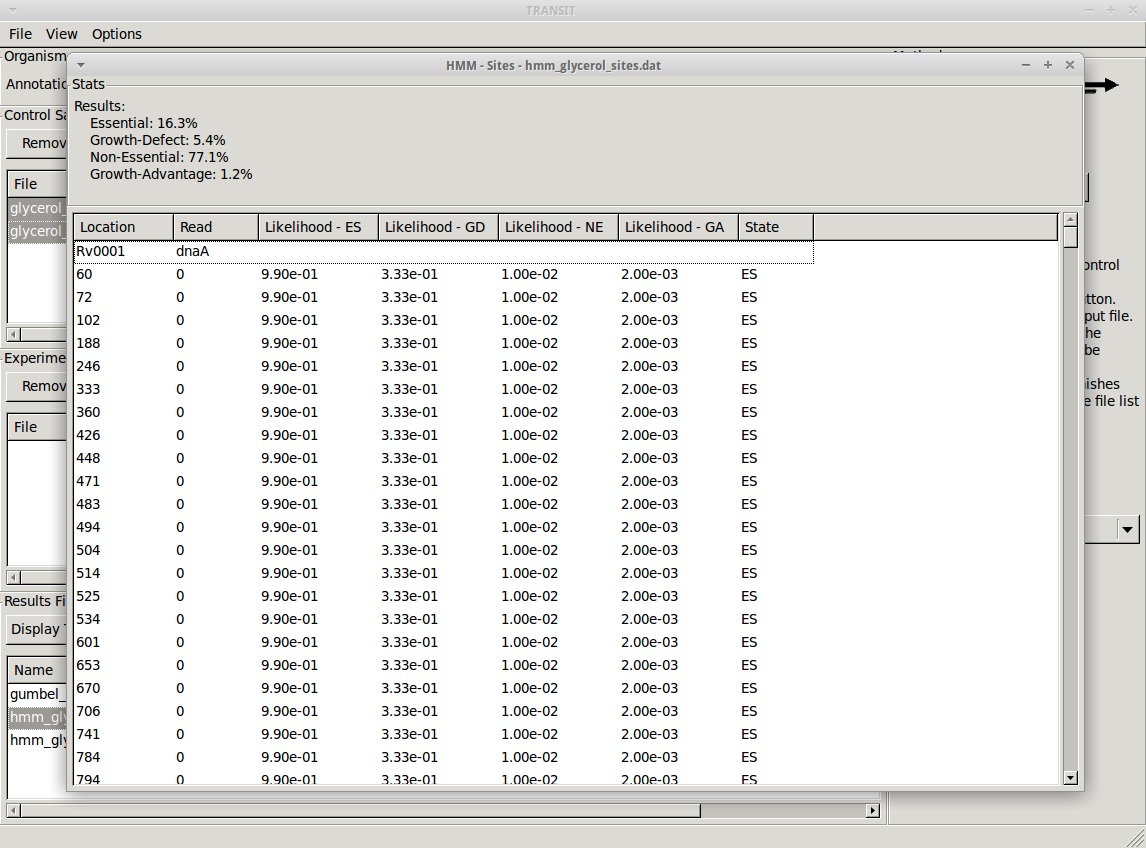 TRANSIT
File View Options
Organism
HMM - Sites - hmm_glycerol_sites.dat
Stats
Results:
Essential: 16.3%
Growth-Defect: 5.4%
Non-Essential: 77.1%
Growth-Advantage: 1.2%
Location Read Likelihood - ES Likelihood - GD Likelihood - NE Likelihood - GA State
Rv0001 dnaA
60 0 9.90e-01 3.33e-01 1.00e-02 2.00e-03 ES
72 0 9.90e-01 3.33e-01 1.00e-02 2.00e-03 ES
102 0 9.90e-01 3.33e-01 1.00e-02 2.00e-03 ES
188 0 9.90e-01 3.33e-01 1.00e-02 2.00e-03 ES
246 0 9.90e-01 3.33e-01 1.00e-02 2.00e-03 ES
333 0 9.90e-01 3.33e-01 1.00e-02 2.00e-03 ES
360 0 9.90e-01 3.33e-01 1.00e-02 2.00e-03 ES
426 0 9.90e-01 3.33e-01 1.00e-02 2.00e-03 ES
448 0 9.90e-01 3.33e-01 1.00e-02 2.00e-03 ES
471 0 9.90e-01 3.33e-01 1.00e-02 2.00e-03 ES
483 0 9.90e-01 3.33e-01 1.00e-02 2.00e-03 ES
494 0 9.90e-01 3.33e-01 1.00e-02 2.00e-03 ES
504 0 9.90e-01 3.33e-01 1.00e-02 2.00e-03 ES
514 0 9.90e-01 3.33e-01 1.00e-02 2.00e-03 ES
525 0 9.90e-01 3.33e-01 1.00e-02 2.00e-03 ES
534 0 9.90e-01 3.33e-01 1.00e-02 2.00e-03 ES
601 0 9.90e-01 3.33e-01 1.00e-02 2.00e-03 ES
653 0 9.90e-01 3.33e-01 1.00e-02 2.00e-03 ES
670 0 9.90e-01 3.33e-01 1.00e-02 2.00e-03 ES
706 0 9.90e-01 3.33e-01 1.00e-02 2.00e-03 ES
741 0 9.90e-01 3.33e-01 1.00e-02 2.00e-03 ES
784 0 9.90e-01 3.33e-01 1.00e-02 2.00e-03 ES
794 0 9.90e-01 3.33e-01 1.00e-02 2.00e-03 ES
Annotatio
Control Sa
Remov
File
glycerol_
glycerol_
Experime
Remov
File
Results Fi
Display T
Name
gumbel_
hmm_gly
hmm_gly
ontrol
tton.
put file.
he
be
ishes
e file list